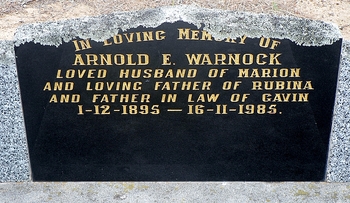 IN LOVING MEMORY OF
ARNOLD E. WARNOCK
LOVED HUSBAND OF MARION
AND LOVING FATHER OF RUBINA
AND FATHER IN LAW OF GAVIN
1-12-1895 — 16-11-1985.